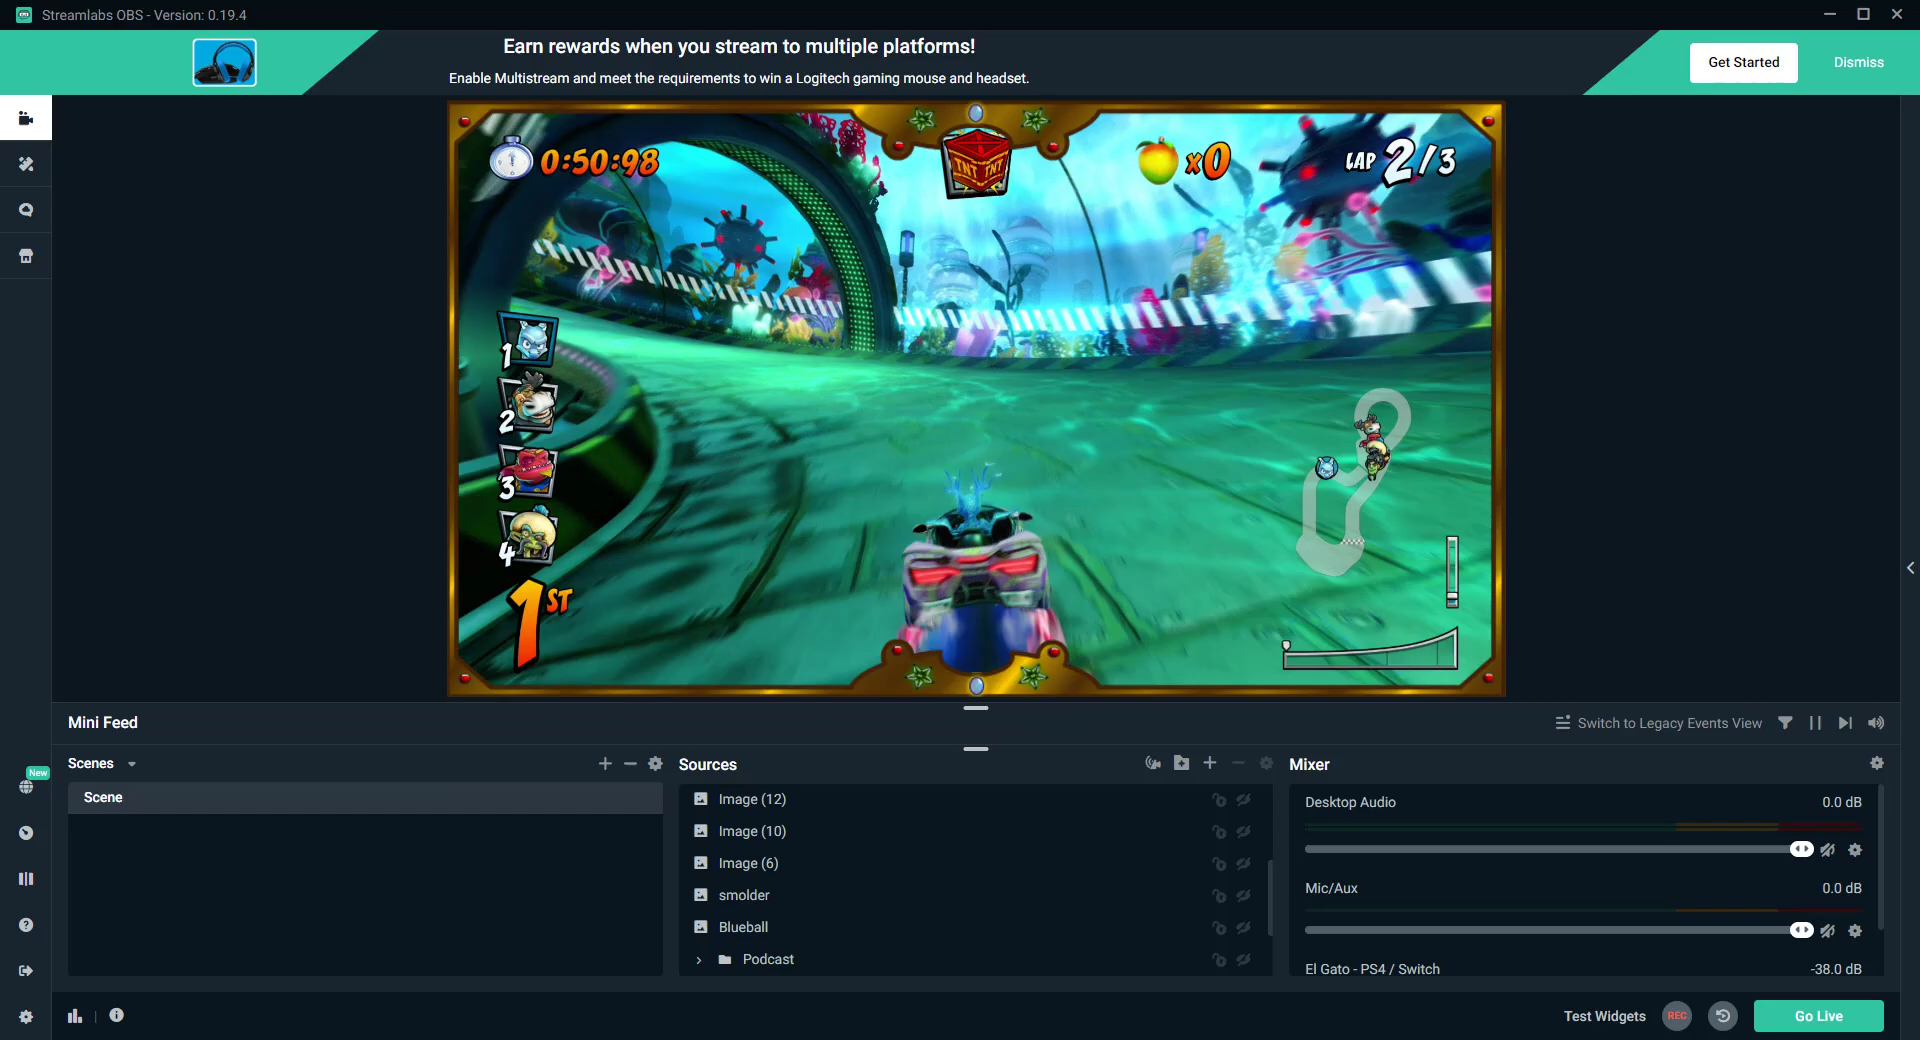 Streamlabs OBS - Version: 0.19.4
Earn rewards when you stream to multiple platforms!
Enable Multistream and meet the requirements to win a Logitech gaming mouse and headset.
Get Started
Dismiss
0:50:98
TNT TNT
x0
LAP 2/3
1
2
3
4
1ST
Mini Feed
Switch to Legacy Events View
Scenes
Sources
Mixer
Scene
Image (12)
Image (10)
Image (6)
smolder
Blueball
Podcast
Desktop Audio
0.0 dB
Mic/Aux
0.0 dB
El Gato - PS4 / Switch
-38.0 dB
New
Test Widgets
REC
Go Live